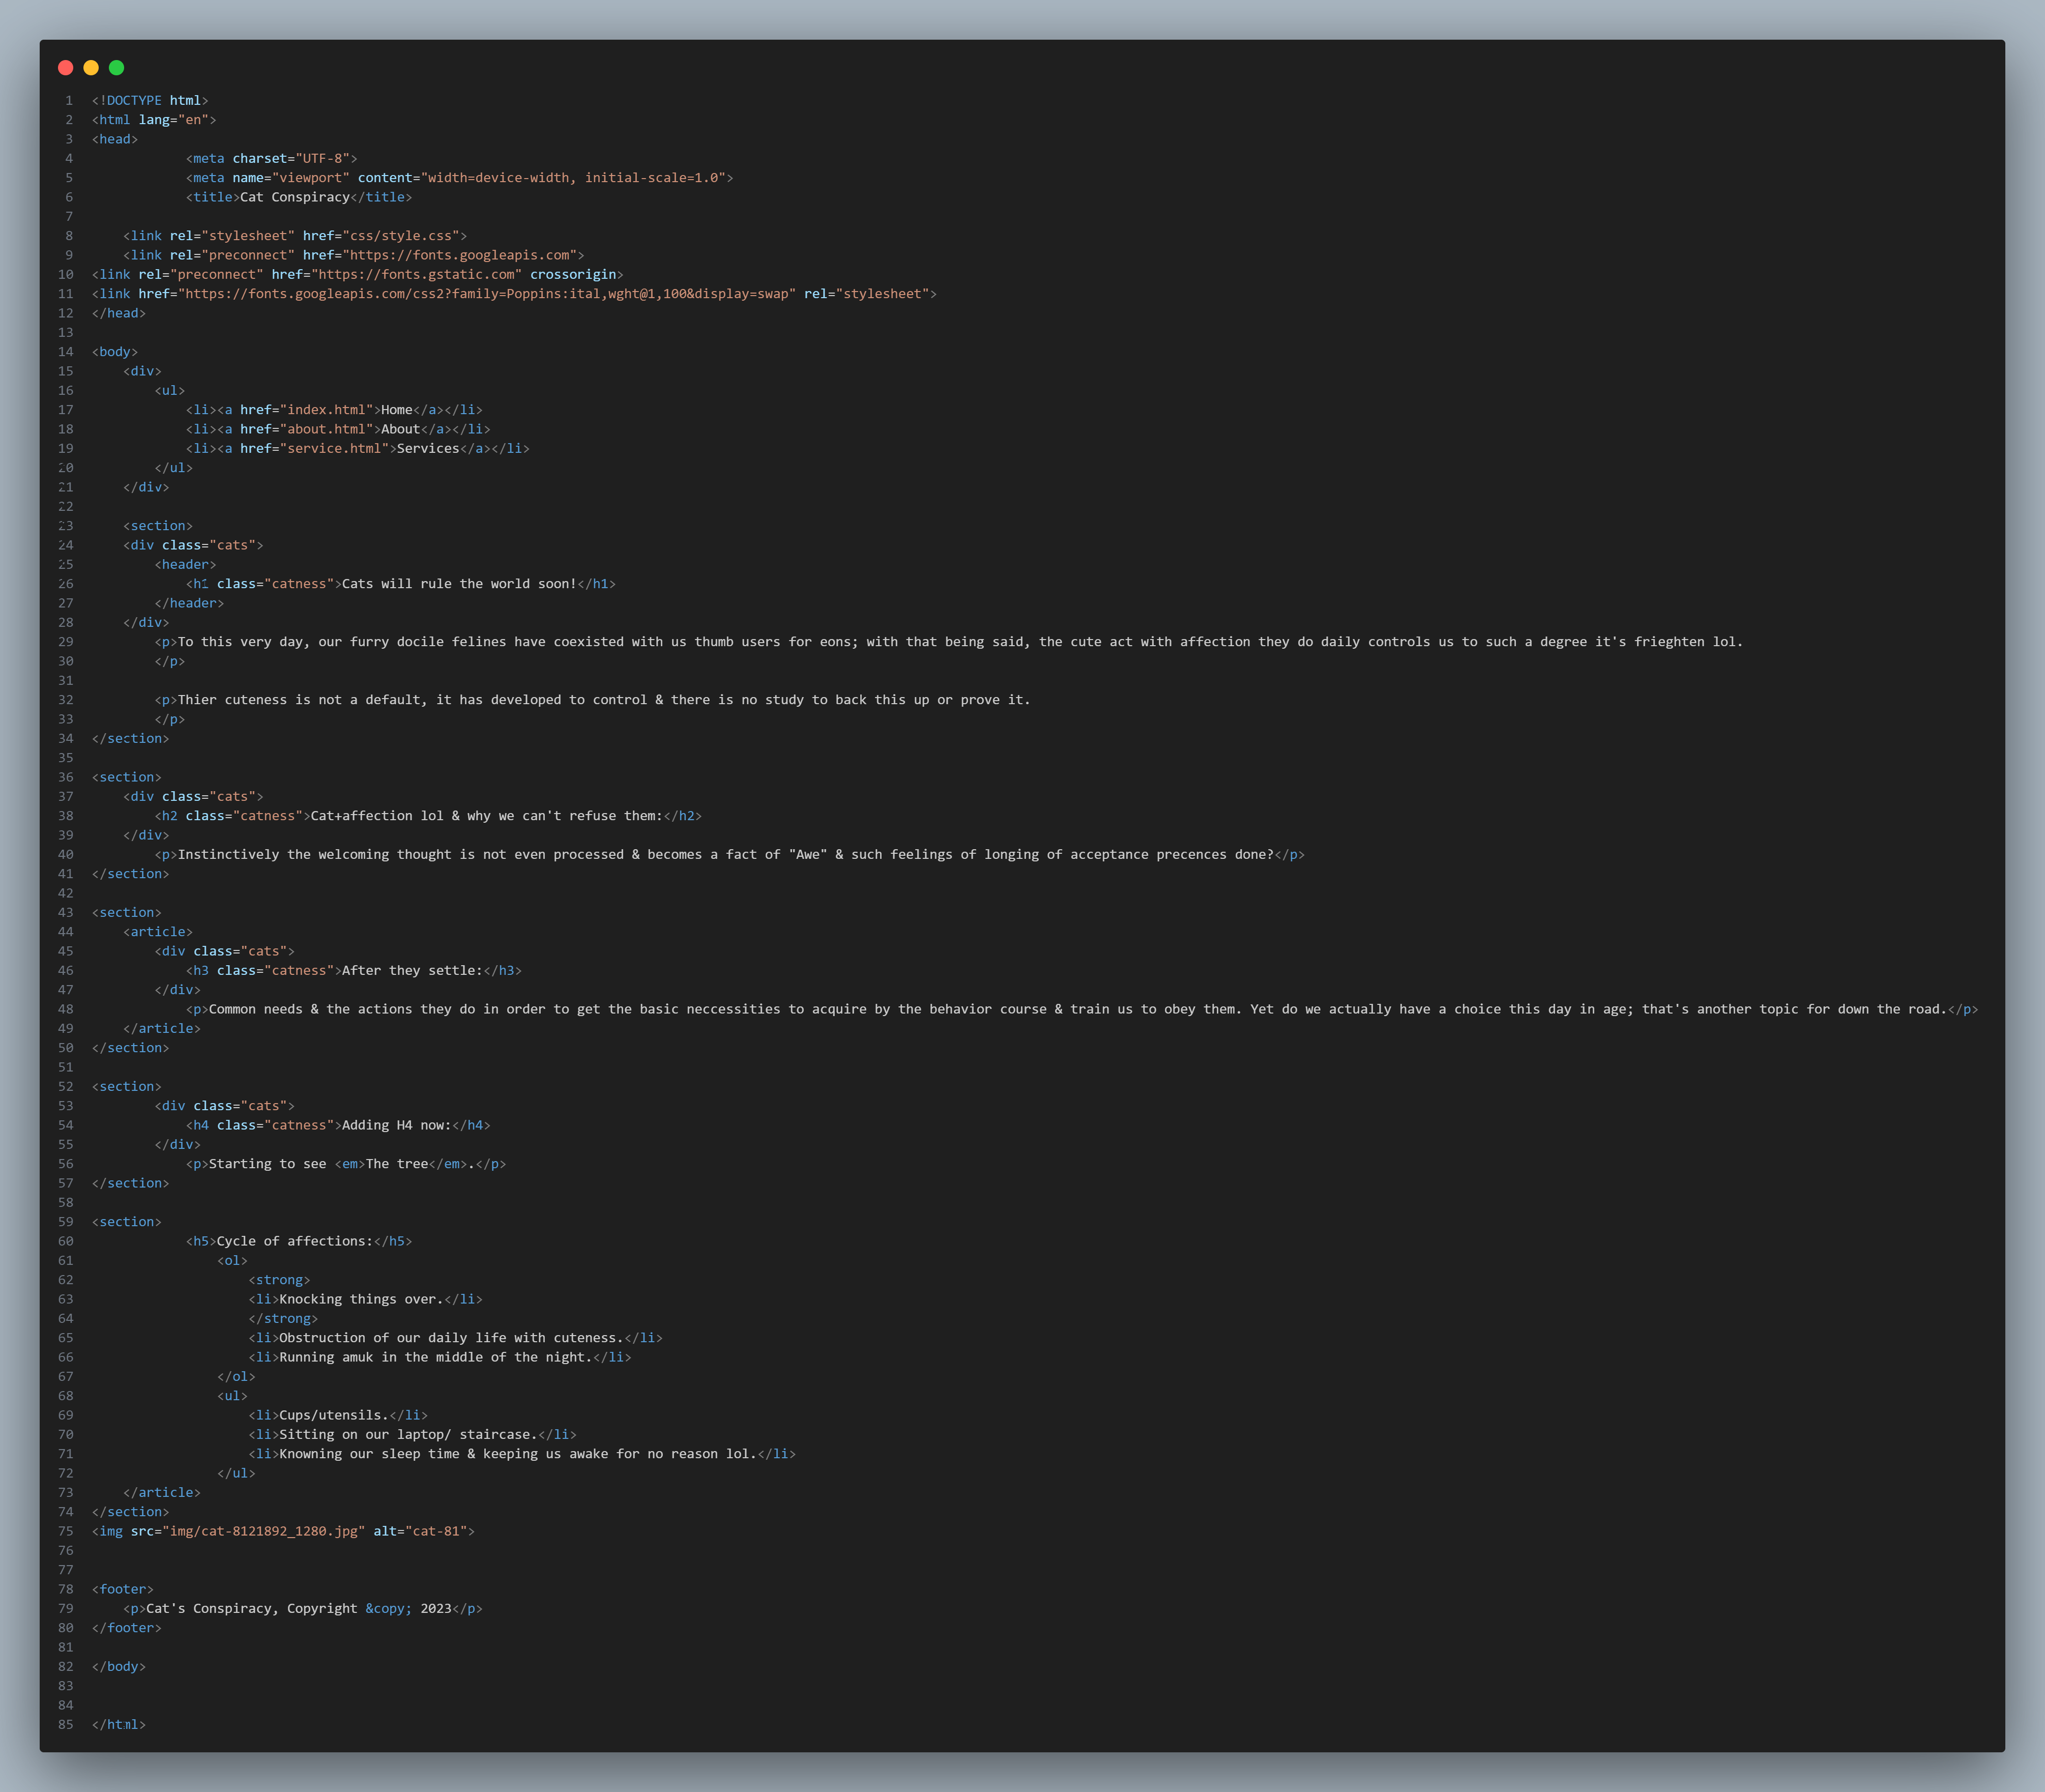 1 <!DOCTYPE html>
2 <html lang="en">
3 <head>
4             <meta charset="UTF-8">
5             <meta name="viewport" content="width=device-width, initial-scale=1.0">
6             <title>Cat Conspiracy</title>
7
8     <link rel="stylesheet" href="css/style.css">
9     <link rel="preconnect" href="https://fonts.googleapis.com">
10 <link rel="preconnect" href="https://fonts.gstatic.com" crossorigin>
11 <link href="https://fonts.googleapis.com/css2?family=Poppins:ital,wght@1,100&display=swap" rel="stylesheet">
12 </head>
13
14 <body>
15     <div>
16         <ul>
17             <li><a href="index.html">Home</a></li>
18             <li><a href="about.html">About</a></li>
19             <li><a href="service.html">Services</a></li>
20         </ul>
21     </div>
22
23     <section>
24     <div class="cats">
25         <header>
26             <h1 class="catness">Cats will rule the world soon!</h1>
27         </header>
28     </div>
29         <p>To this very day, our furry docile felines have coexisted with us thumb users for eons; with that being said, the cute act with affection they do daily controls us to such a degree it's frieghten lol.
30         </p>
31
32         <p>Thier cuteness is not a default, it has developed to control & there is no study to back this up or prove it.
33         </p>
34 </section>
35
36 <section>
37     <div class="cats">
38         <h2 class="catness">Cat+affection lol & why we can't refuse them:</h2>
39     </div>
40         <p>Instinctively the welcoming thought is not even processed & becomes a fact of "Awe" & such feelings of longing of acceptance precences done?</p>
41 </section>
42
43 <section>
44     <article>
45         <div class="cats">
46             <h3 class="catness">After they settle:</h3>
47         </div>
48             <p>Common needs & the actions they do in order to get the basic neccessities to acquire by the behavior course & train us to obey them. Yet do we actually have a choice this day in age; that's another topic for down the road.</p>
49     </article>
50 </section>
51
52 <section>
53         <div class="cats">
54             <h4 class="catness">Adding H4 now:</h4>
55         </div>
56             <p>Starting to see <em>The tree</em>.</p>
57 </section>
58
59 <section>
60             <h5>Cycle of affections:</h5>
61                 <ol>
62                     <strong>
63                     <li>Knocking things over.</li>
64                     </strong>
65                     <li>Obstruction of our daily life with cuteness.</li>
66                     <li>Running amuk in the middle of the night.</li>
67                 </ol>
68                 <ul>
69                     <li>Cups/utensils.</li>
70                     <li>Sitting on our laptop/ staircase.</li>
71                     <li>Knowning our sleep time & keeping us awake for no reason lol.</li>
72                 </ul>
73     </article>
74 </section>
75 <img src="img/cat-8121892_1280.jpg" alt="cat-81">
76
77
78 <footer>
79     <p>Cat's Conspiracy, Copyright &copy; 2023</p>
80 </footer>
81
82 </body>
83
84
85 </html>